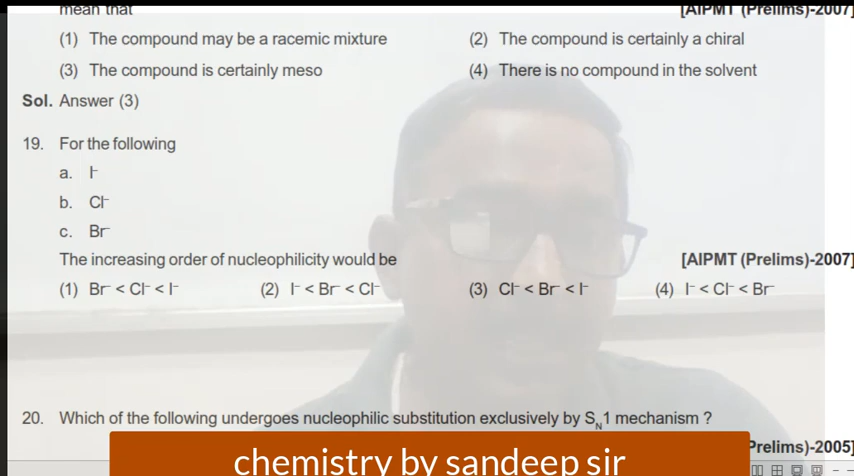 mean that [AIPMT (Prelims)-2007]
(1) The compound may be a racemic mixture (2) The compound is certainly a chiral
(3) The compound is certainly meso (4) There is no compound in the solvent
Sol. Answer (3)
19. For the following
a. I⁻
b. Cl⁻
c. Br⁻
The increasing order of nucleophilicity would be [AIPMT (Prelims)-2007]
(1) Br⁻ < Cl⁻ < I⁻ (2) I⁻ < Br⁻ < Cl⁻ (3) Cl⁻ < Br⁻ < I⁻ (4) I⁻ < Cl⁻ < Br⁻
20. Which of the following undergoes nucleophilic substitution exclusively by SN1 mechanism ?
Prelims)-2005]
chemistry by sandeep sir